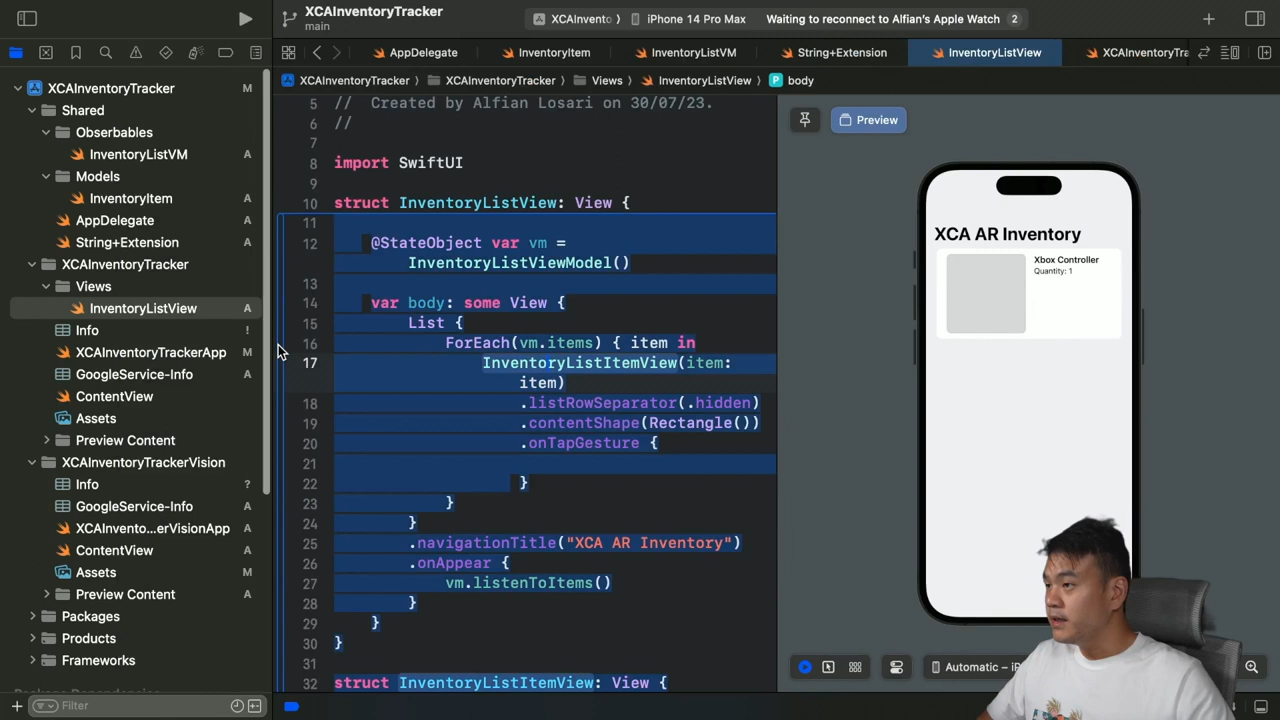 XCAInventoryTracker
main
XCAInvento
iPhone 14 Pro Max
Waiting to reconnect to Alfian's Apple Watch
2
AppDelegate
InventoryItem
InventoryListVM
String+Extension
InventoryListView
XCAInventoryTra
XCAInventoryTracker
XCAInventoryTracker
Views
InventoryListView
P
body
XCAInventoryTracker M
Shared
Obserbables
InventoryListVM A
Models
InventoryItem A
AppDelegate A
String+Extension A
XCAInventoryTracker
Views
InventoryListView A
Info !
XCAInventoryTrackerApp M
GoogleService-Info A
ContentView
Assets
Preview Content
XCAInventoryTrackerVision
Info ?
GoogleService-Info A
XCAInvento...erVisionApp A
ContentView A
Assets M
Preview Content A
Packages
Products
Frameworks
Filter
5 // Created by Alfian Losari on 30/07/23.
6 //
7
8 import SwiftUI
9
10 struct InventoryListView: View {
11
12 @StateObject var vm =
InventoryListViewModel()
13
14 var body: some View {
15 List {
16 ForEach(vm.items) { item in
17 InventoryListItemView(item:
item)
18 .listRowSeparator(.hidden)
19 .contentShape(Rectangle())
20 .onTapGesture {
21
22 }
23 }
24 }
25 .navigationTitle("XCA AR Inventory")
26 .onAppear {
27 vm.listenToItems()
28 }
29 }
30 }
31
32 struct InventoryListItemView: View {
Preview
XCA AR Inventory
Xbox Controller
Quantity: 1